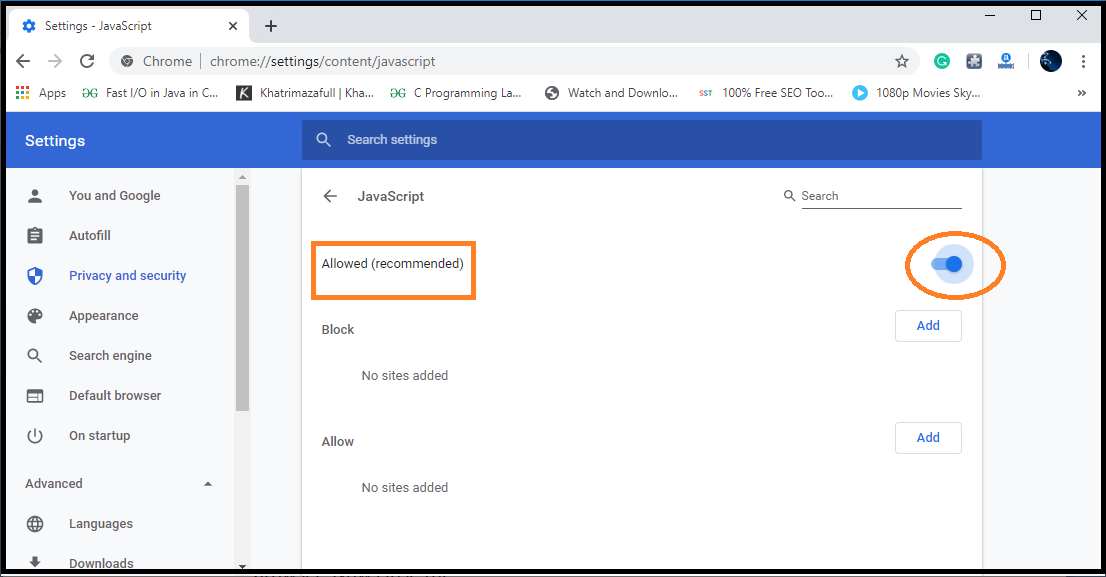 Settings - JavaScript
Chrome | chrome://settings/content/javascript
Apps Fast I/O in Java in C... Khatrimazafull | Kha... C Programming La... Watch and Downlo... SST 100% Free SEO Too... 1080p Movies Sky... »
Settings
Search settings
You and Google
Autofill
Privacy and security
Appearance
Search engine
Default browser
On startup
Advanced
Languages
Downloads
JavaScript
Search
Allowed (recommended)
Block
Add
No sites added
Allow
Add
No sites added